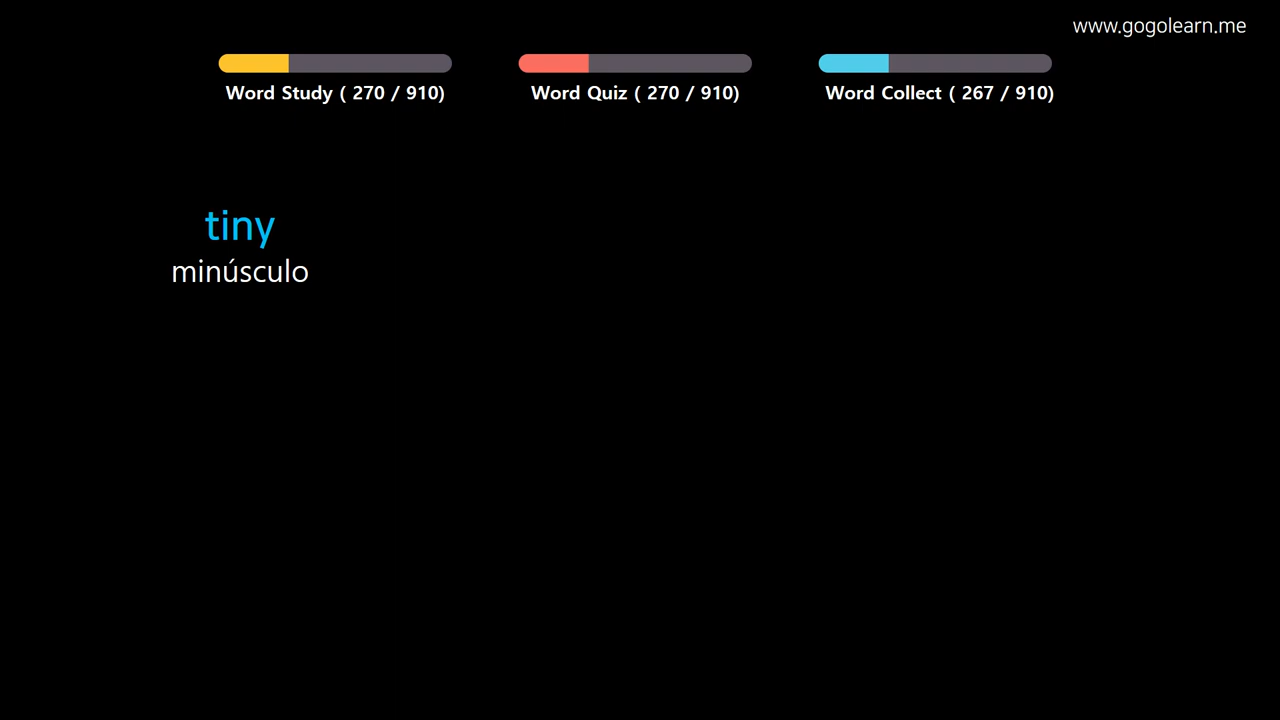 www.gogolearn.me
Word Study ( 270 / 910)
Word Quiz ( 270 / 910)
Word Collect ( 267 / 910)
tiny
minúsculo